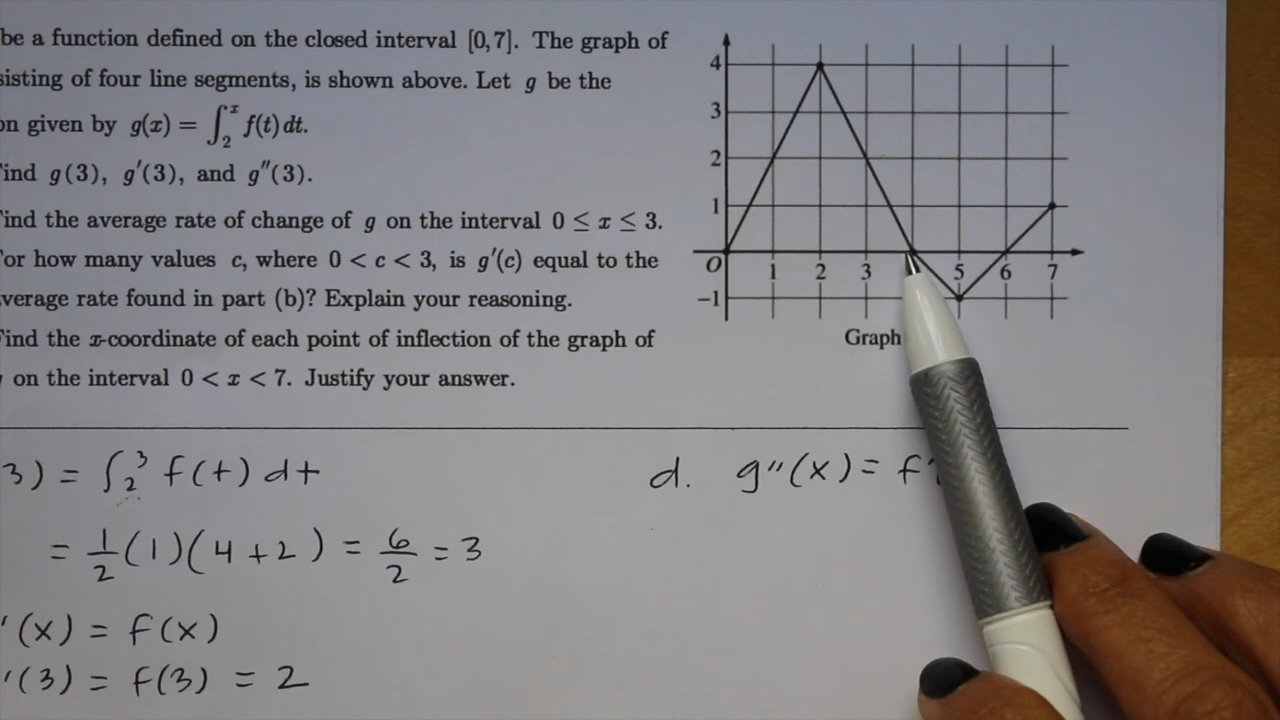 be a function defined on the closed interval [0,7]. The graph of
sisting of four line segments, is shown above. Let g be the
on given by g(x) = ∫₂ˣ f(t) dt.
ind g(3), g′(3), and g″(3).
ind the average rate of change of g on the interval 0 ≤ x ≤ 3.
or how many values c, where 0 < c < 3, is g′(c) equal to the
verage rate found in part (b)? Explain your reasoning.
ind the x-coordinate of each point of inflection of the graph of
on the interval 0 < x < 7. Justify your answer.
4
3
2
1
O 1 2 3 5 6 7
−1
Graph
3) = ∫₂³ f(t) dt
= 1/2 (1)(4+2) = 6/2 = 3
′(x) = f(x)
′(3) = f(3) = 2
d. g″(x) = f